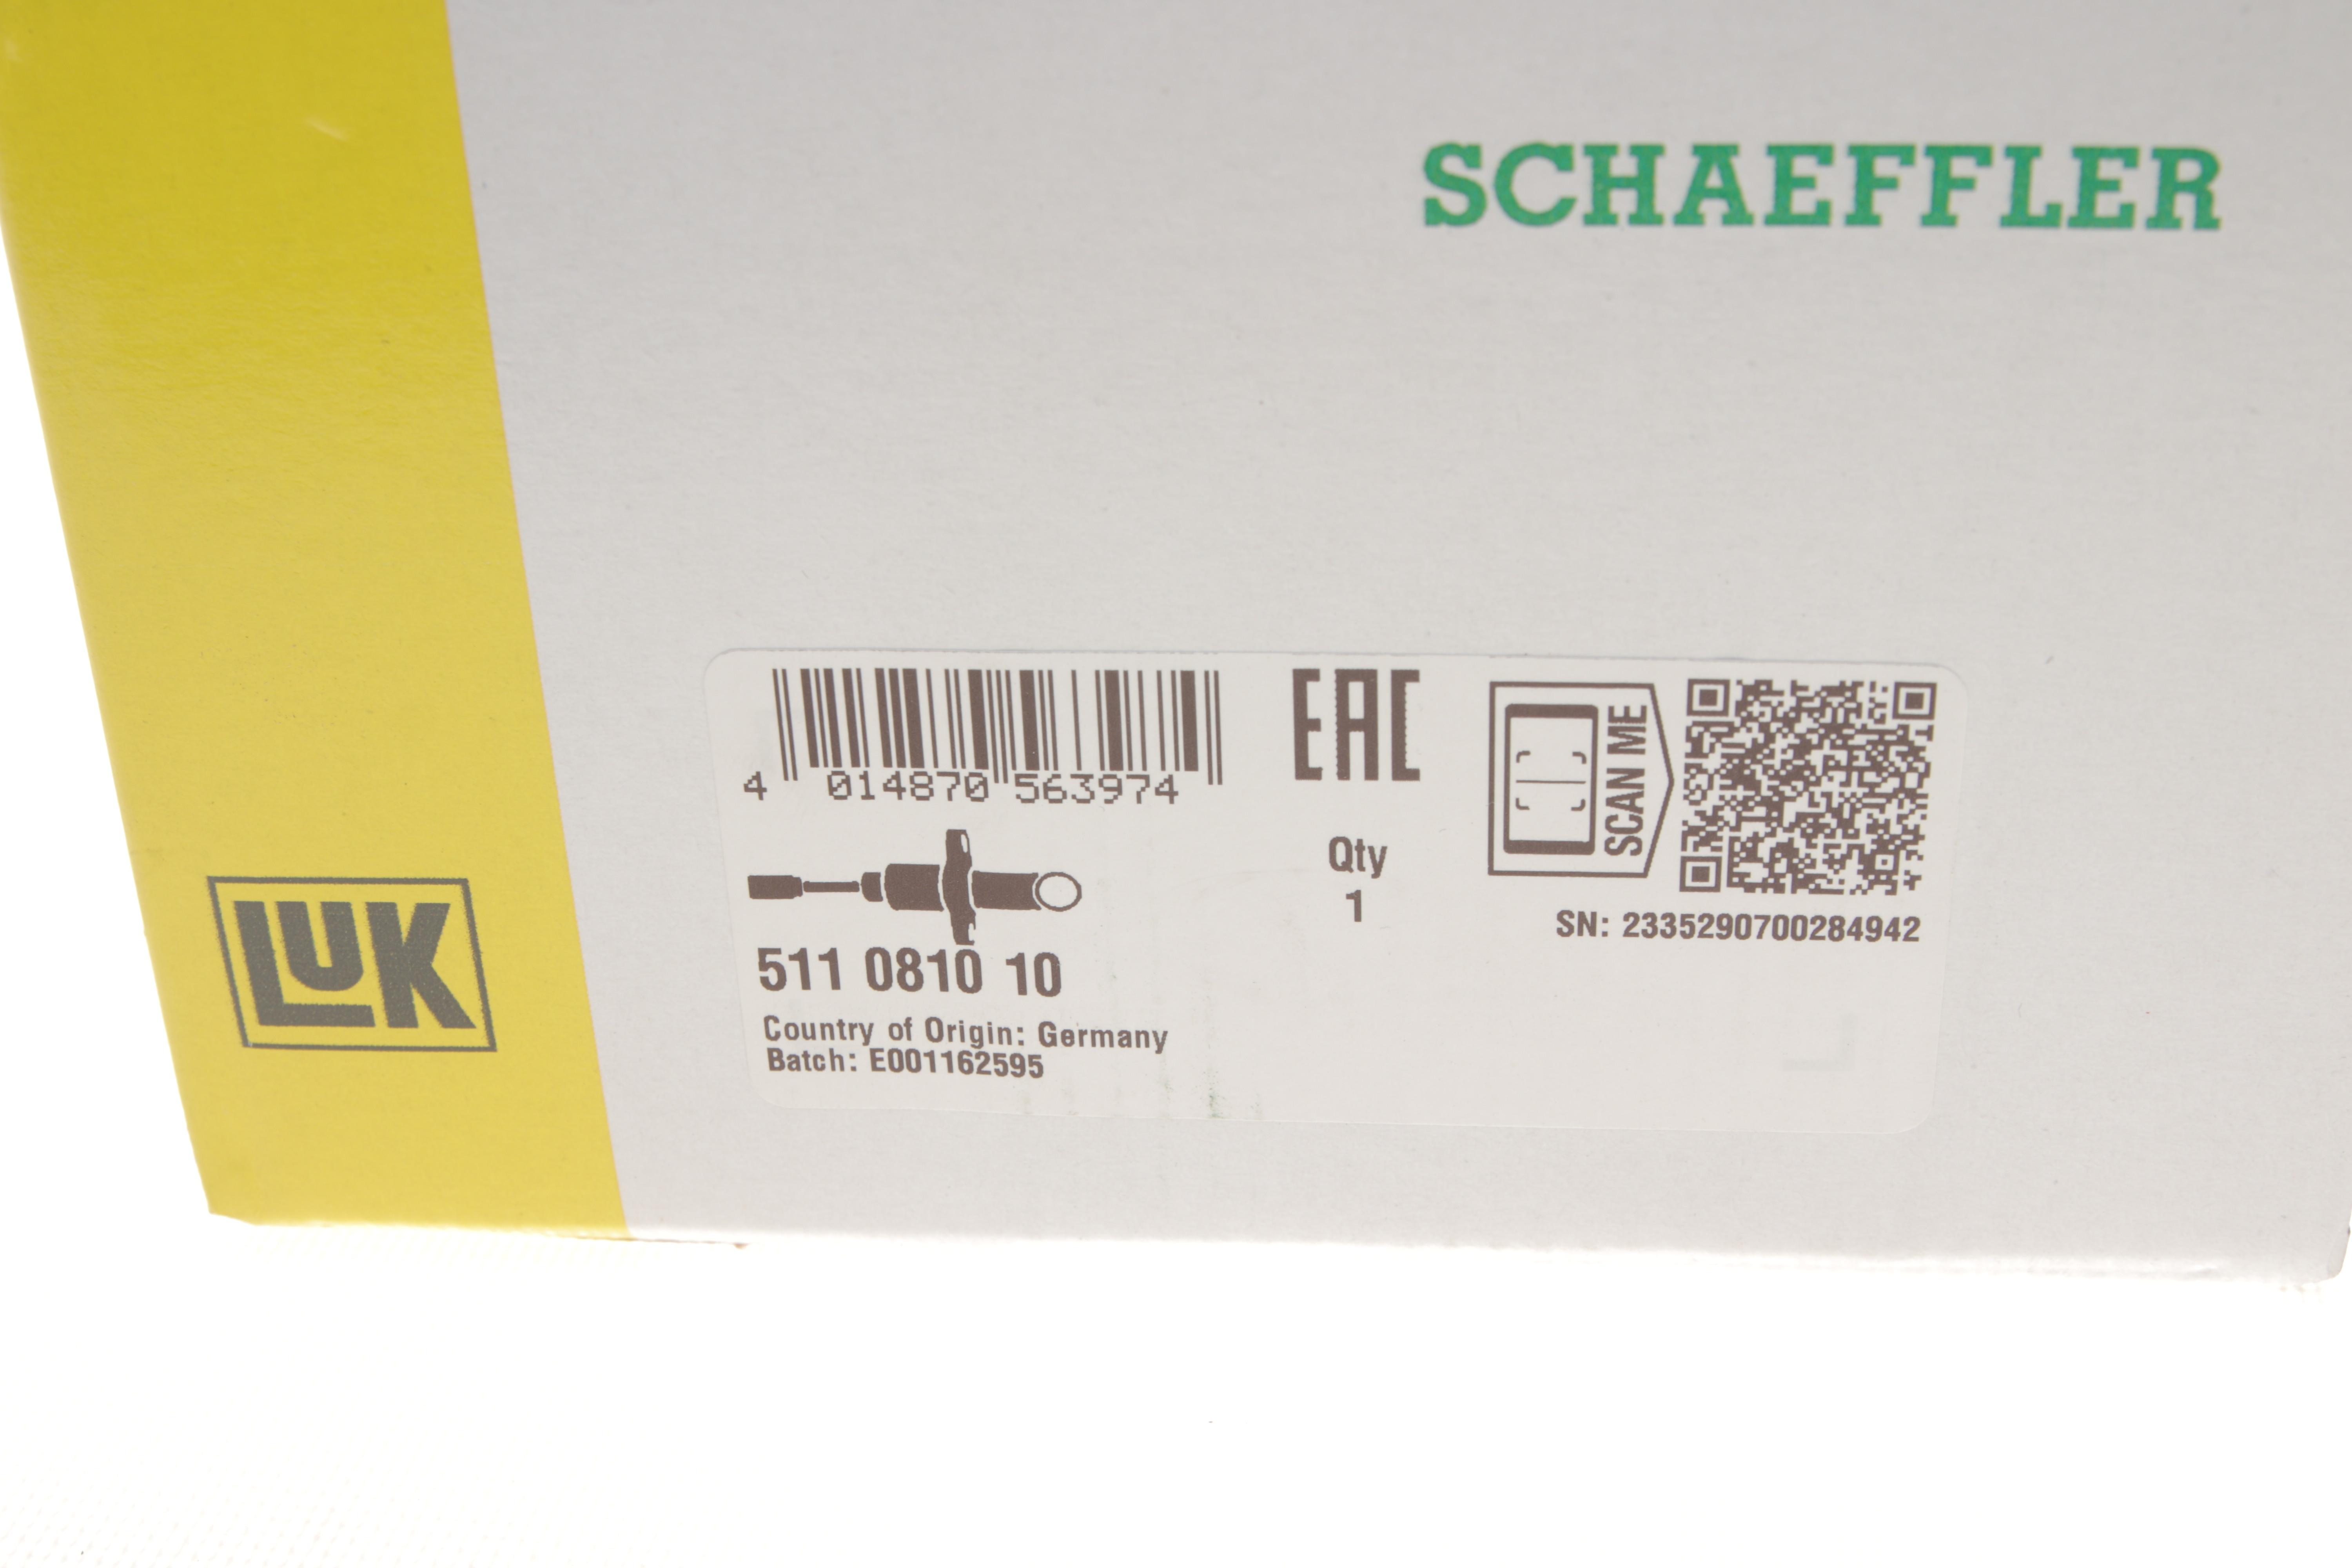 SCHAEFFLER
LUK
4 014870 563974
EAC
SCAN ME
Qty
1
SN: 2335290700284942
511 0810 10
Country of Origin: Germany
Batch: E001162595